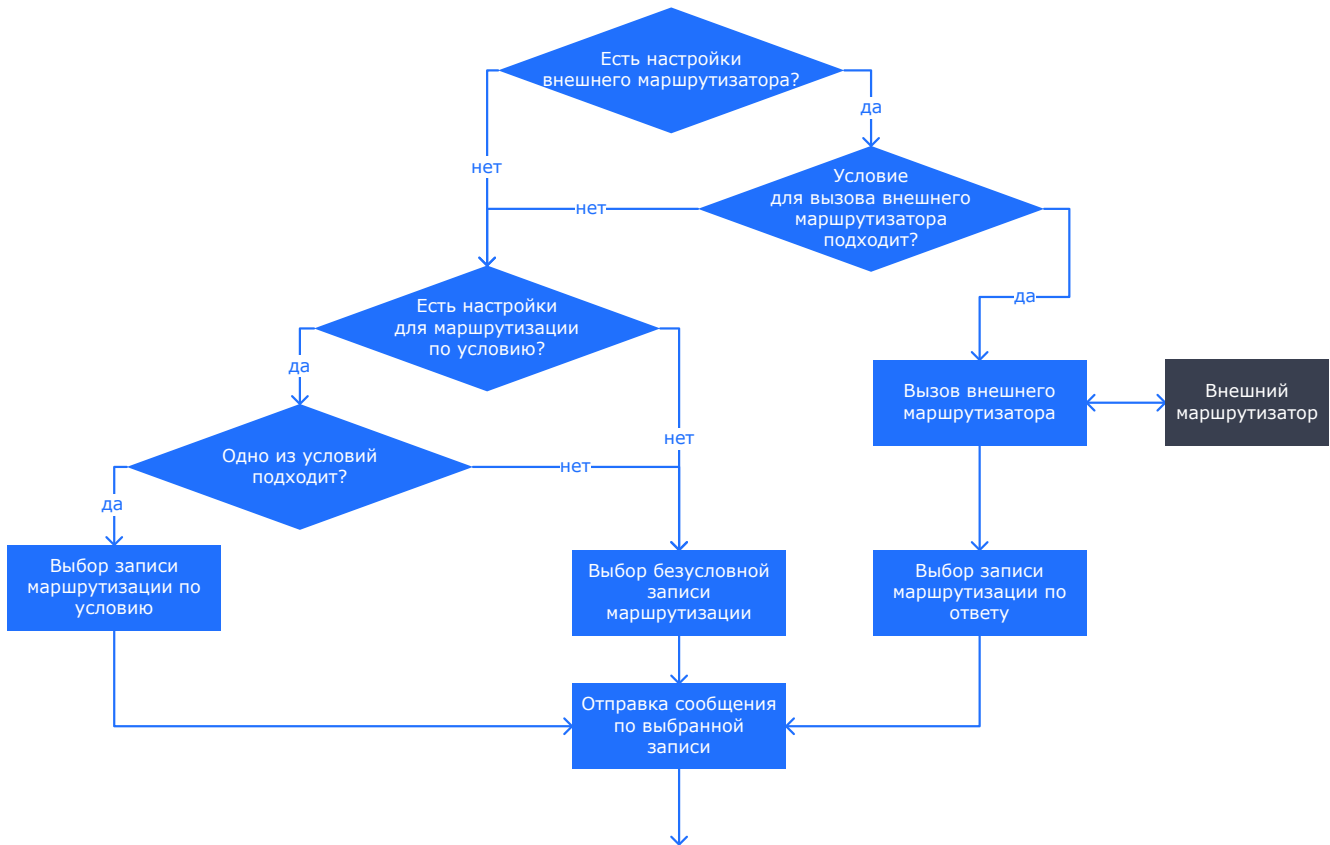 Есть настройки
внешнего маршрутизатора?
да
нет
Условие
для вызова внешнего
маршрутизатора
подходит?
нет
да
Есть настройки
для маршрутизации
по условию?
да
нет
Вызов внешнего
маршрутизатора
Внешний
маршрутизатор
Одно из условий
подходит?
нет
да
Выбор записи
маршрутизации по
условию
Выбор безусловной
записи
маршрутизации
Выбор записи
маршрутизации по
ответу
Отправка сообщения
по выбранной
записи